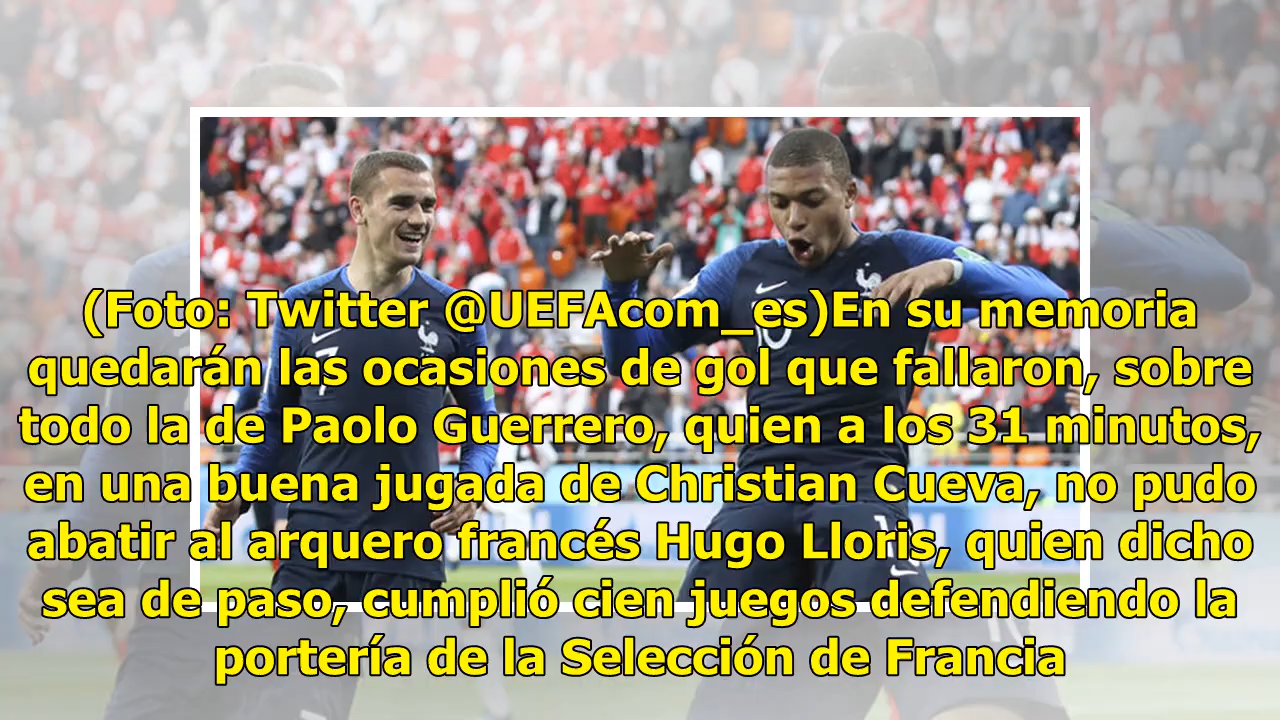 (Foto: Twitter @UEFAcom_es)En su memoria
quedarán las ocasiones de gol que fallaron, sobre
todo la de Paolo Guerrero, quien a los 31 minutos,
en una buena jugada de Christian Cueva, no pudo
abatir al arquero francés Hugo Lloris, quien dicho
sea de paso, cumplió cien juegos defendiendo la
portería de la Selección de Francia
7
10